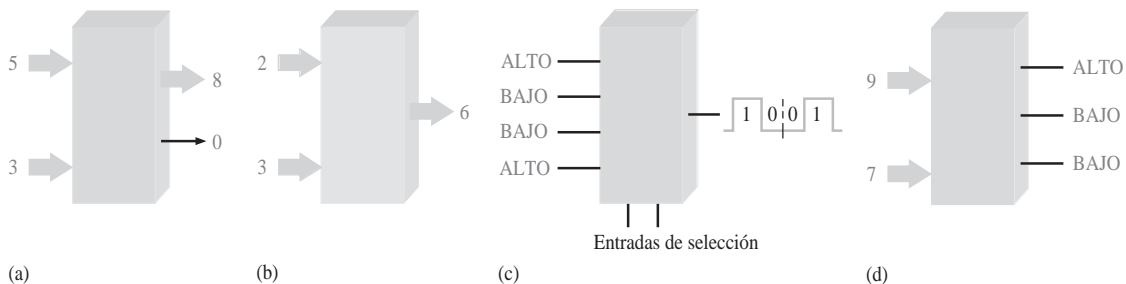 5
3
8
0
(a)
2
3
6
(b)
ALTO
BAJO
BAJO
ALTO
1 0 0 1
Entradas de selección
(c)
9
7
ALTO
BAJO
BAJO
(d)